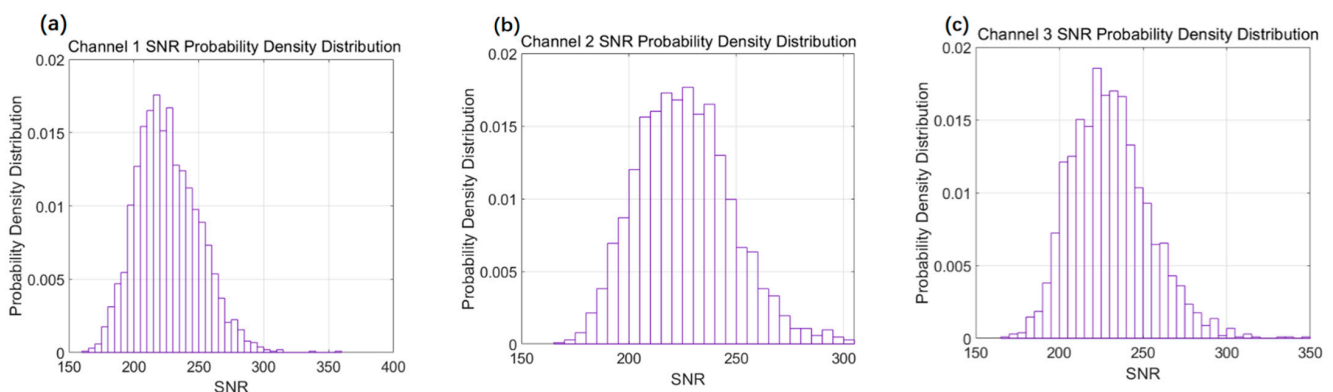 (a)
Channel 1 SNR Probability Density Distribution
Probability Density Distribution
0.02
0.015
0.01
0.005
0
150 200 250 300 350 400
SNR
(b)
Channel 2 SNR Probability Density Distribution
Probability Density Distribution
0.02
0.015
0.01
0.005
0
150 200 250 300
SNR
(c)
Channel 3 SNR Probability Density Distribution
Probability Density Distribution
0.02
0.015
0.01
0.005
0
150 200 250 300 350
SNR